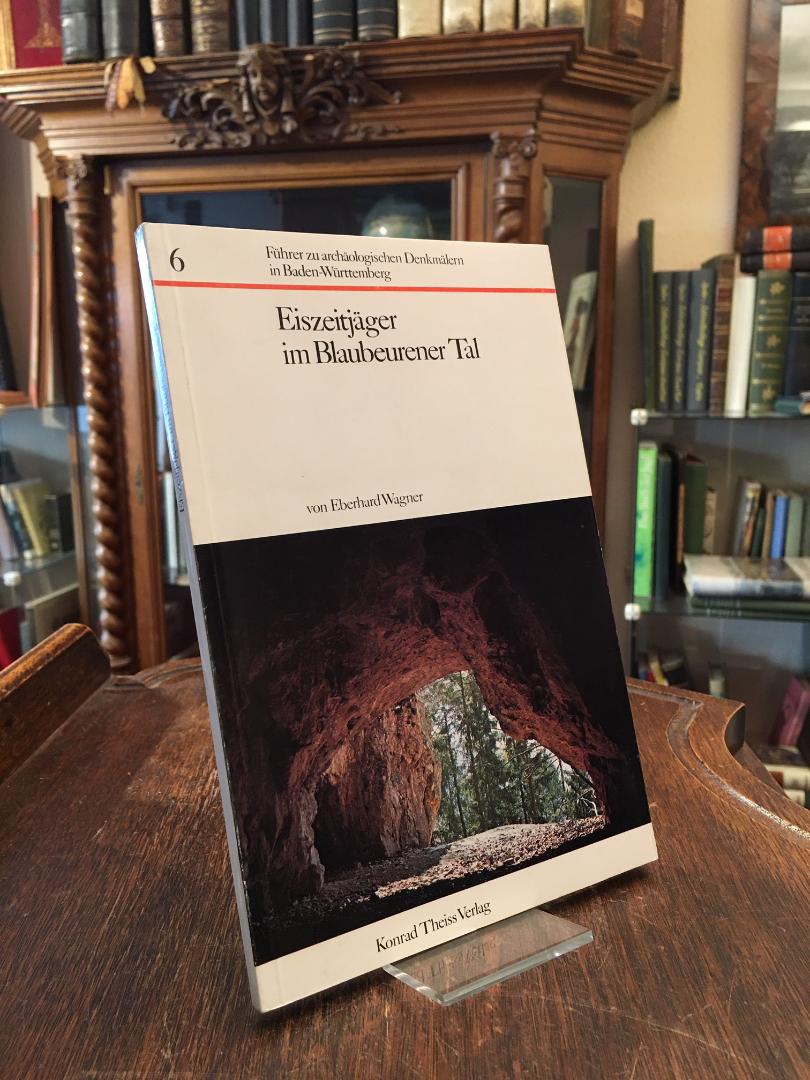 6
Führer zu archäologischen Denkmälern
in Baden-Württemberg
Eiszeitjäger
im Blaubeurener Tal
von Eberhard Wagner
Konrad Theiss Verlag